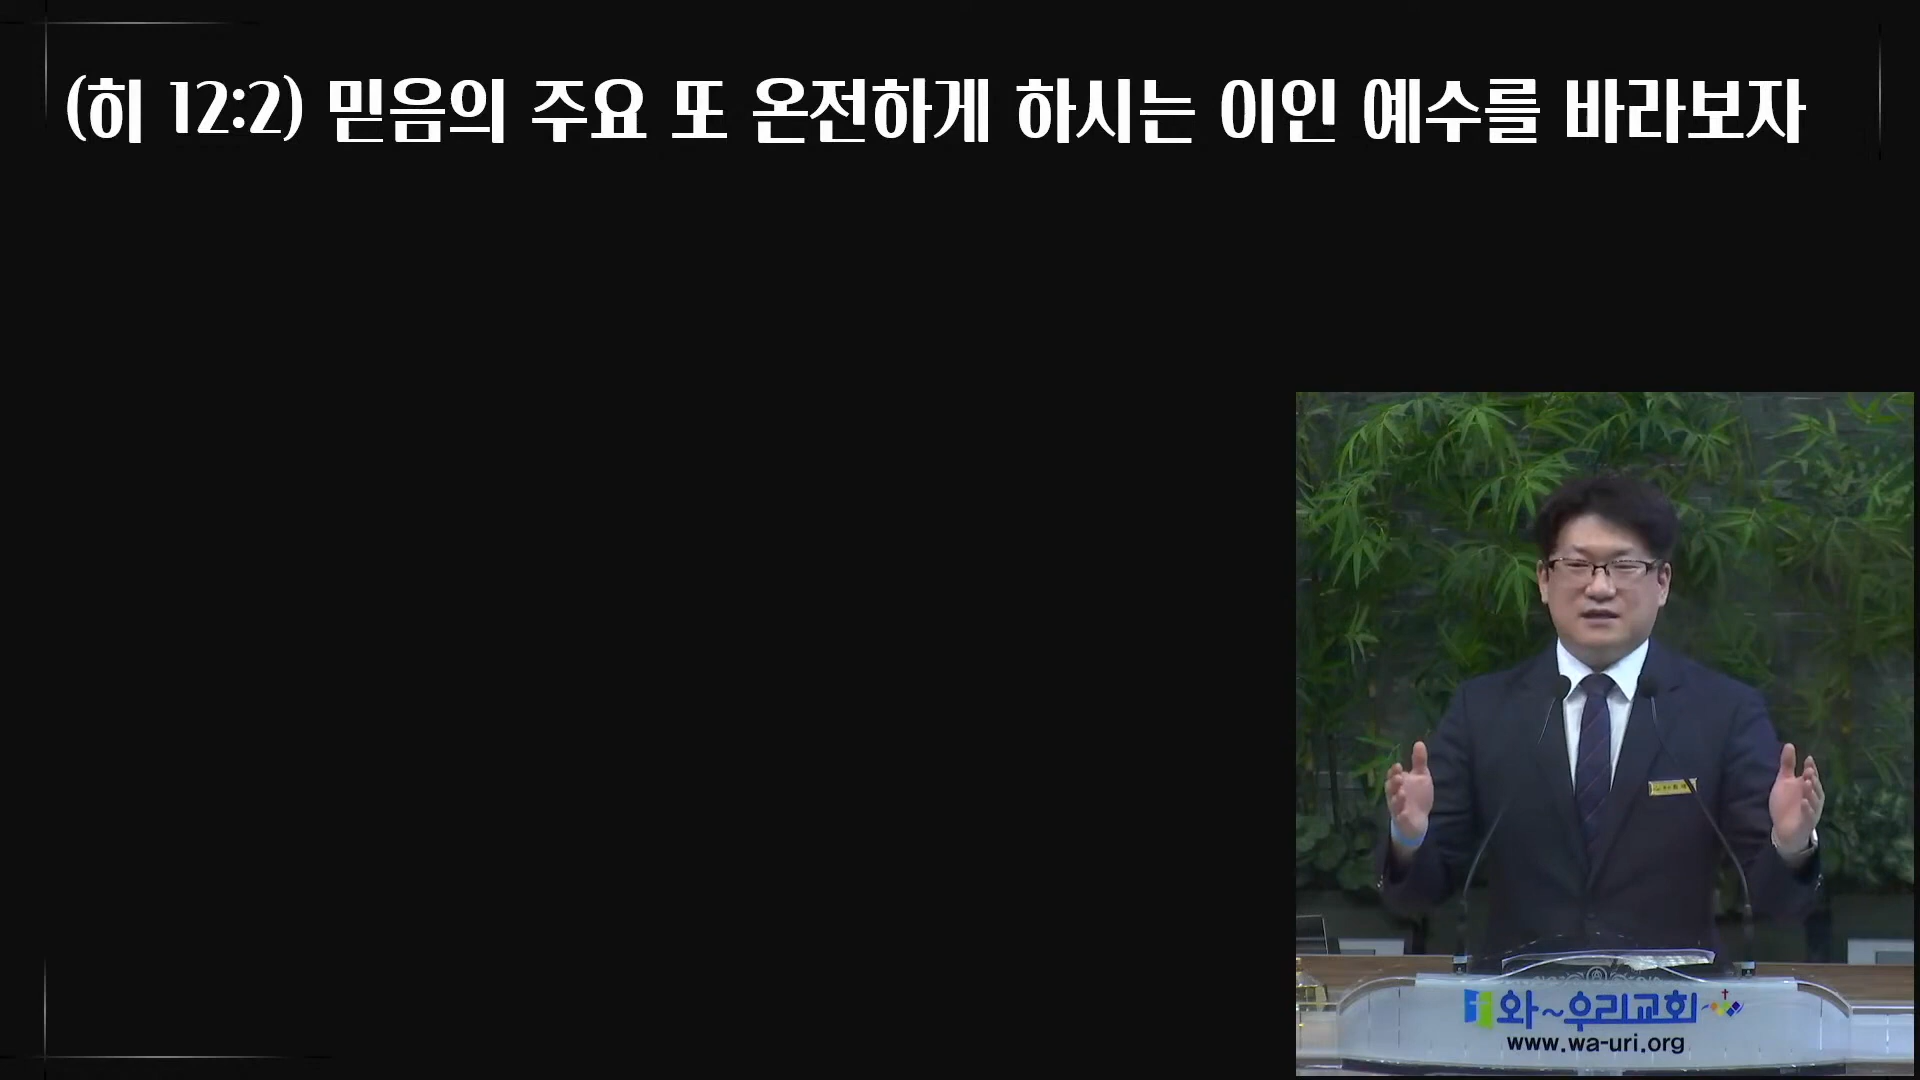 (히 12:2) 믿음의 주요 또 온전하게 하시는 이인 예수를 바라보자
와~우리교회
www.wa-uri.org